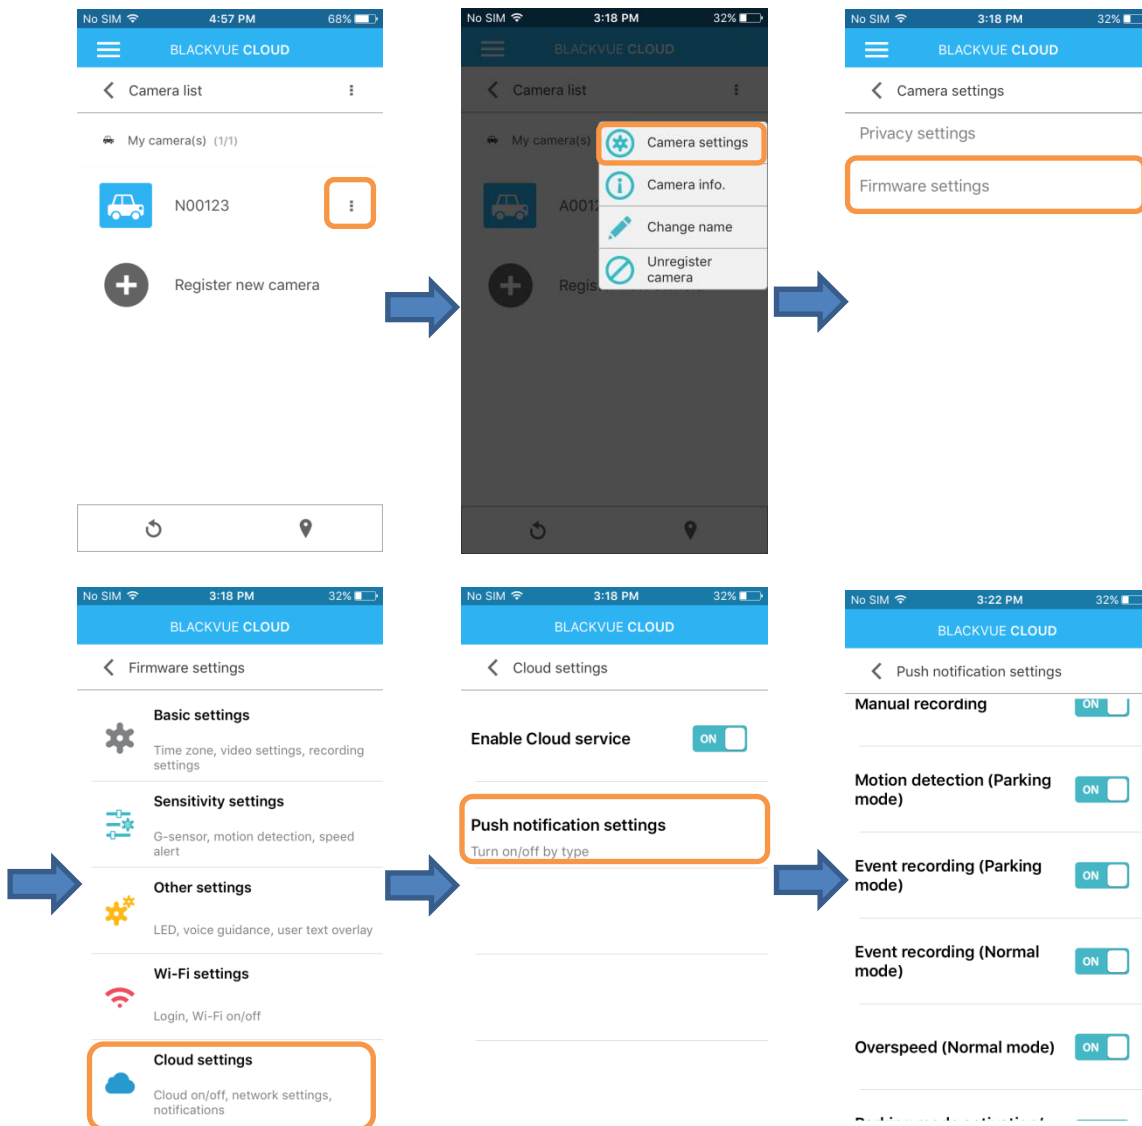 No SIM 4:57 PM 68%
BLACKVUE CLOUD
Camera list
My camera(s) (1/1)
N00123
Register new camera
No SIM 3:18 PM 32%
BLACKVUE CLOUD
Camera list
My camera(s)
Camera settings
Camera info.
A0012
Change name
Regis
Unregister
camera
No SIM 3:18 PM 32%
BLACKVUE CLOUD
Camera settings
Privacy settings
Firmware settings
No SIM 3:18 PM 32%
BLACKVUE CLOUD
Firmware settings
Basic settings
Time zone, video settings, recording
settings
Sensitivity settings
G-sensor, motion detection, speed
alert
Other settings
LED, voice guidance, user text overlay
Wi-Fi settings
Login, Wi-Fi on/off
Cloud settings
Cloud on/off, network settings,
notifications
No SIM 3:18 PM 32%
BLACKVUE CLOUD
Cloud settings
Enable Cloud service ON
Push notification settings
Turn on/off by type
No SIM 3:22 PM 32%
BLACKVUE CLOUD
Push notification settings
Manual recording ON
Motion detection (Parking
mode) ON
Event recording (Parking
mode) ON
Event recording (Normal
mode) ON
Overspeed (Normal mode) ON